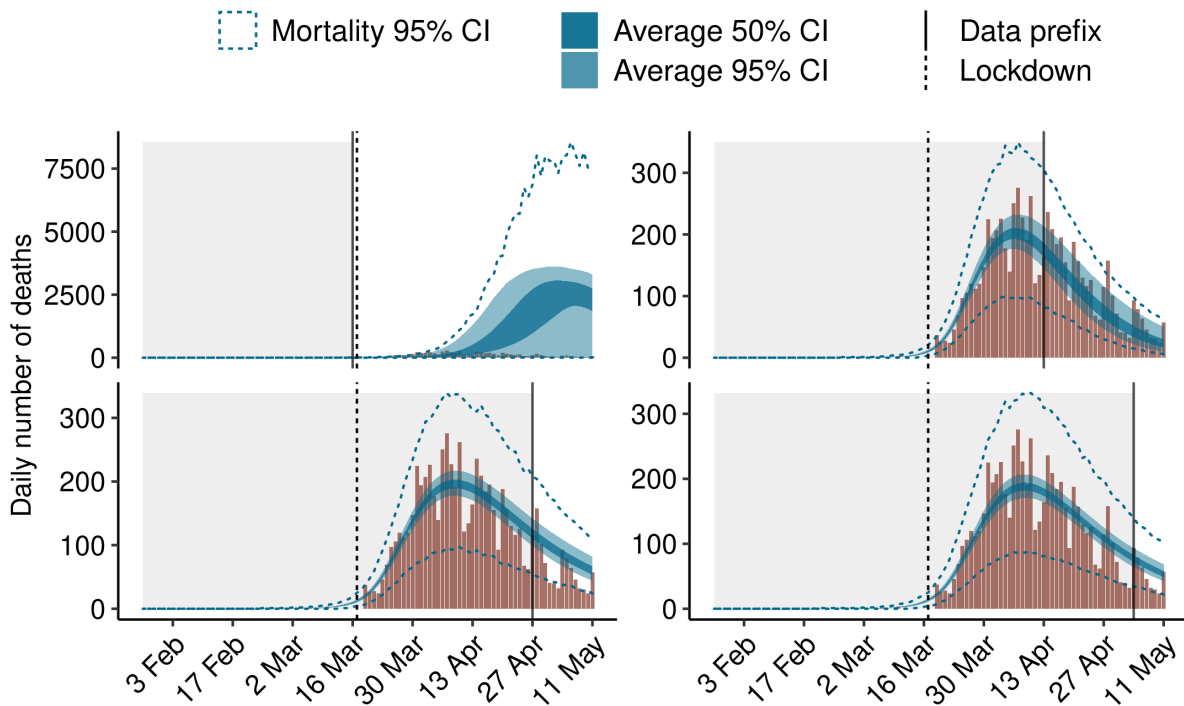 Mortality 95% CI
Average 50% CI
Average 95% CI
Data prefix
Lockdown
Daily number of deaths
7500
5000
2500
0
300
200
100
0
300
200
100
0
300
200
100
0
3 Feb
17 Feb
2 Mar
16 Mar
30 Mar
13 Apr
27 Apr
11 May
3 Feb
17 Feb
2 Mar
16 Mar
30 Mar
13 Apr
27 Apr
11 May